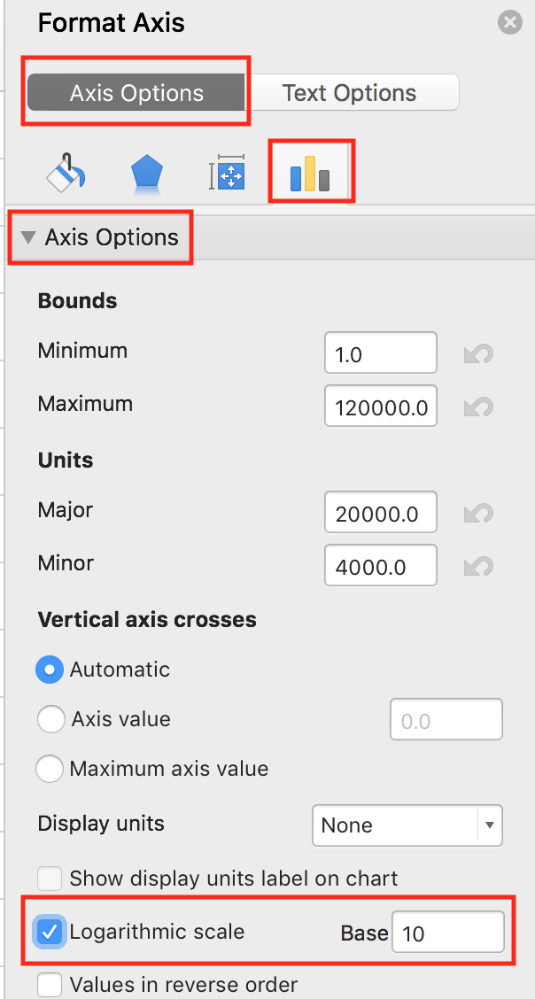 Format Axis
Axis Options Text Options
Axis Options
Bounds
Minimum 1.0
Maximum 120000.0
Units
Major 20000.0
Minor 4000.0
Vertical axis crosses
Automatic
Axis value 0.0
Maximum axis value
Display units None
Show display units label on chart
Logarithmic scale Base 10
Values in reverse order